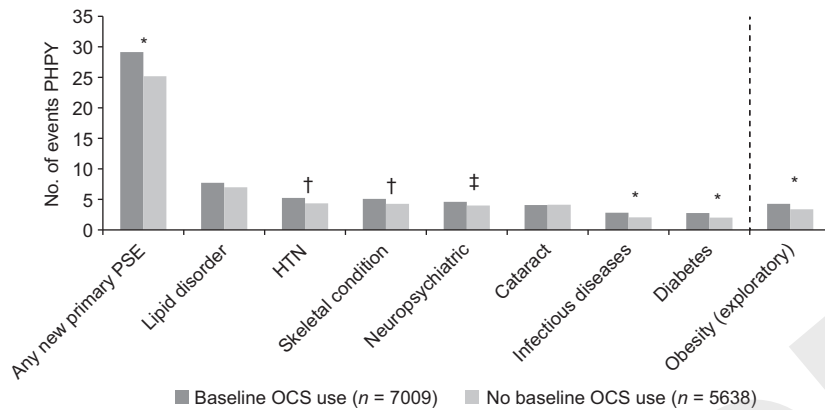 No. of events PHPY
35
30
25
20
15
10
5
0
*
†
†
‡
*
*
*
Any new primary PSE
Lipid disorder
HTN
Skeletal condition
Neuropsychiatric
Cataract
Infectious diseases
Diabetes
Obesity (exploratory)
Baseline OCS use (n = 7009)
No baseline OCS use (n = 5638)